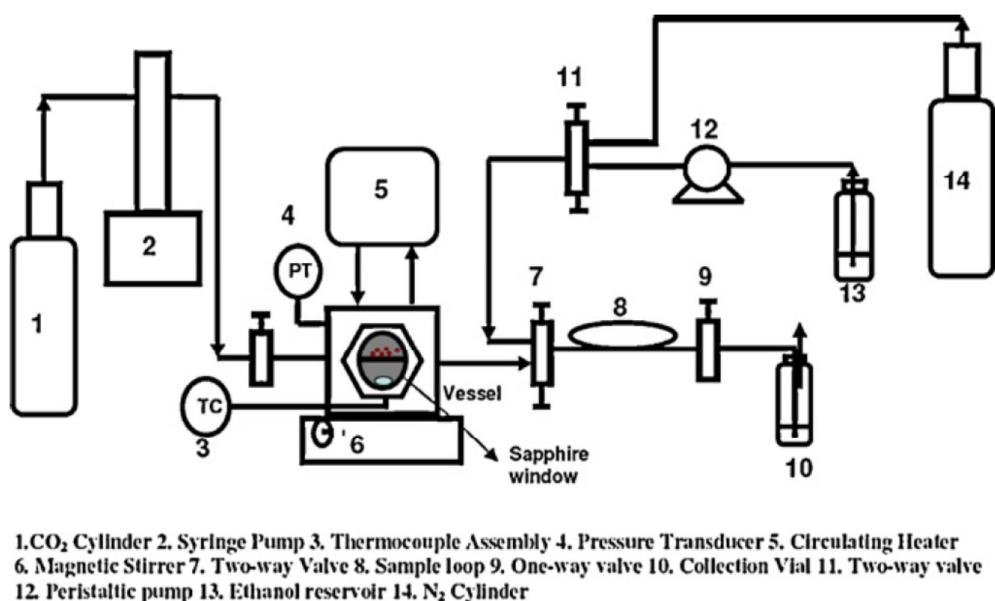 11
12
5
14
4
2
PT
13
7
9
8
1
Vessel
TC
3
6
Sapphire
window
10
1.CO₂ Cylinder 2. Syringe Pump 3. Thermocouple Assembly 4. Pressure Transducer 5. Circulating Heater
6. Magnetic Stirrer 7. Two-way Valve 8. Sample loop 9. One-way valve 10. Collection Vial 11. Two-way valve
12. Peristaltic pump 13. Ethanol reservoir 14. N₂ Cylinder